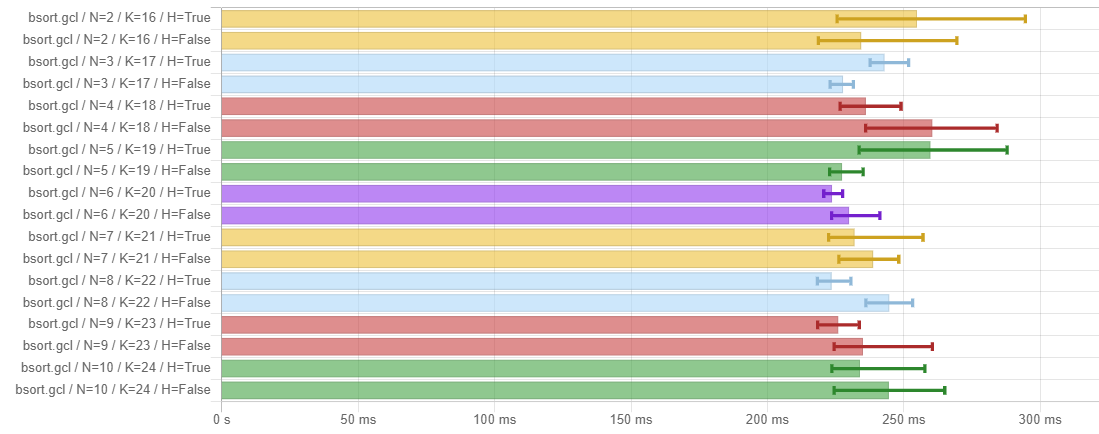 bsort.gcl / N=2 / K=16 / H=True
bsort.gcl / N=2 / K=16 / H=False
bsort.gcl / N=3 / K=17 / H=True
bsort.gcl / N=3 / K=17 / H=False
bsort.gcl / N=4 / K=18 / H=True
bsort.gcl / N=4 / K=18 / H=False
bsort.gcl / N=5 / K=19 / H=True
bsort.gcl / N=5 / K=19 / H=False
bsort.gcl / N=6 / K=20 / H=True
bsort.gcl / N=6 / K=20 / H=False
bsort.gcl / N=7 / K=21 / H=True
bsort.gcl / N=7 / K=21 / H=False
bsort.gcl / N=8 / K=22 / H=True
bsort.gcl / N=8 / K=22 / H=False
bsort.gcl / N=9 / K=23 / H=True
bsort.gcl / N=9 / K=23 / H=False
bsort.gcl / N=10 / K=24 / H=True
bsort.gcl / N=10 / K=24 / H=False
0 s 50 ms 100 ms 150 ms 200 ms 250 ms 300 ms